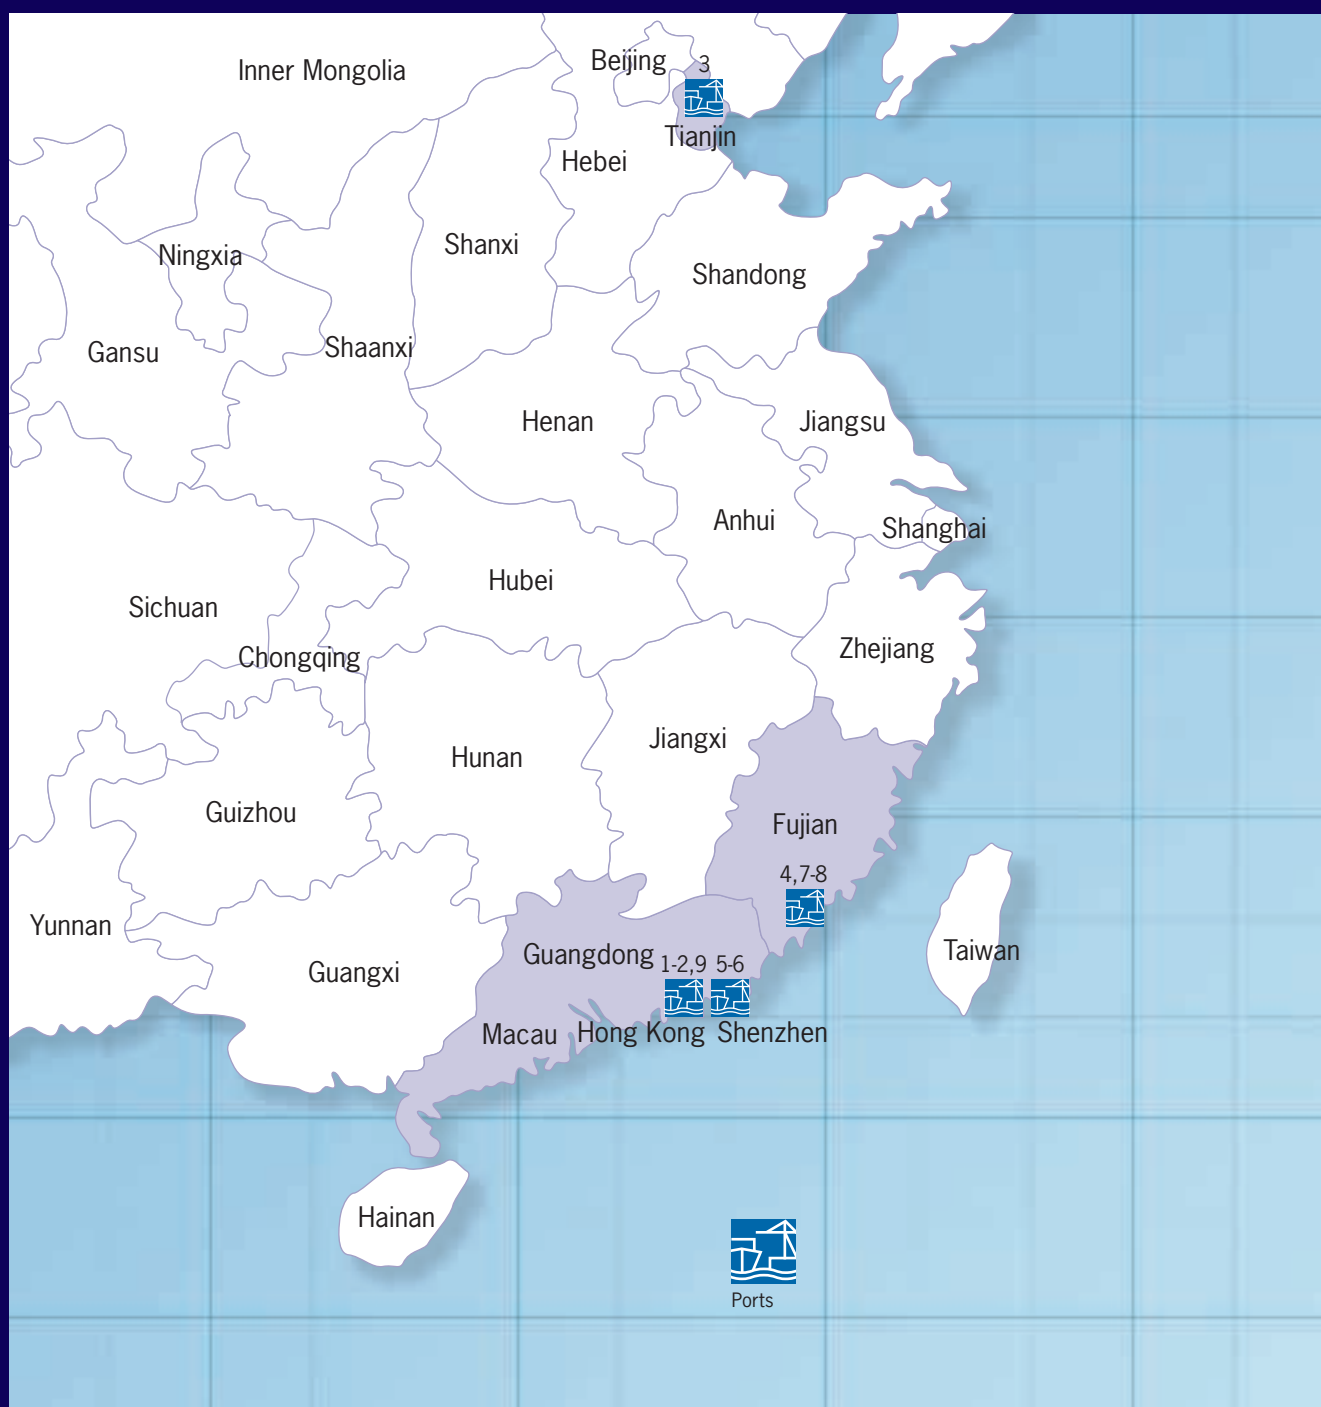 Beijing 3
Inner Mongolia
Tianjin
Hebei
Shanxi
Ningxia
Shandong
Shaanxi
Gansu
Henan
Jiangsu
Anhui
Shanghai
Hubei
Sichuan
Zhejiang
Chongqing
Jiangxi
Hunan
Guizhou
Fujian
4,7-8
Yunnan
Taiwan
Guangdong 1-2,9 5-6
Guangxi
Macau Hong Kong Shenzhen
Hainan
Ports